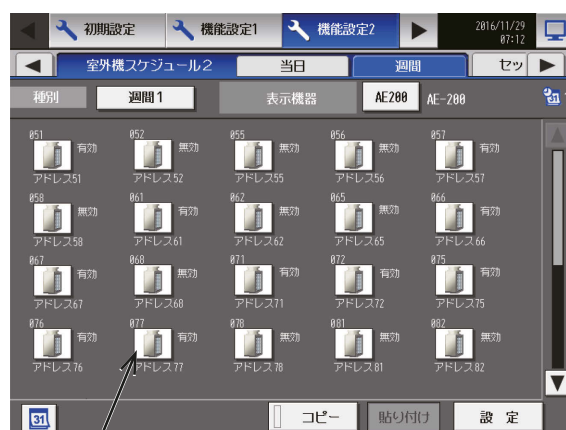 初期設定 機能設定1 機能設定2 2016/11/29
07:12
室外機スケジュール2 当日 週間 セッ
種別 週間1 表示機器 AE200 AE-200
051 052 055 056 057
有効 無効 無効 無効 有効
アドレス51 アドレス52 アドレス55 アドレス56 アドレス57
058 061 062 065 066
無効 有効 無効 無効 有効
アドレス58 アドレス61 アドレス62 アドレス65 アドレス66
067 068 071 072 075
有効 無効 有効 有効 有効
アドレス67 アドレス68 アドレス71 アドレス72 アドレス75
076 077 078 081 082
有効 有効 無効 無効 無効
アドレス76 アドレス77 アドレス78 アドレス81 アドレス82
31 コピー 貼り付け 設 定